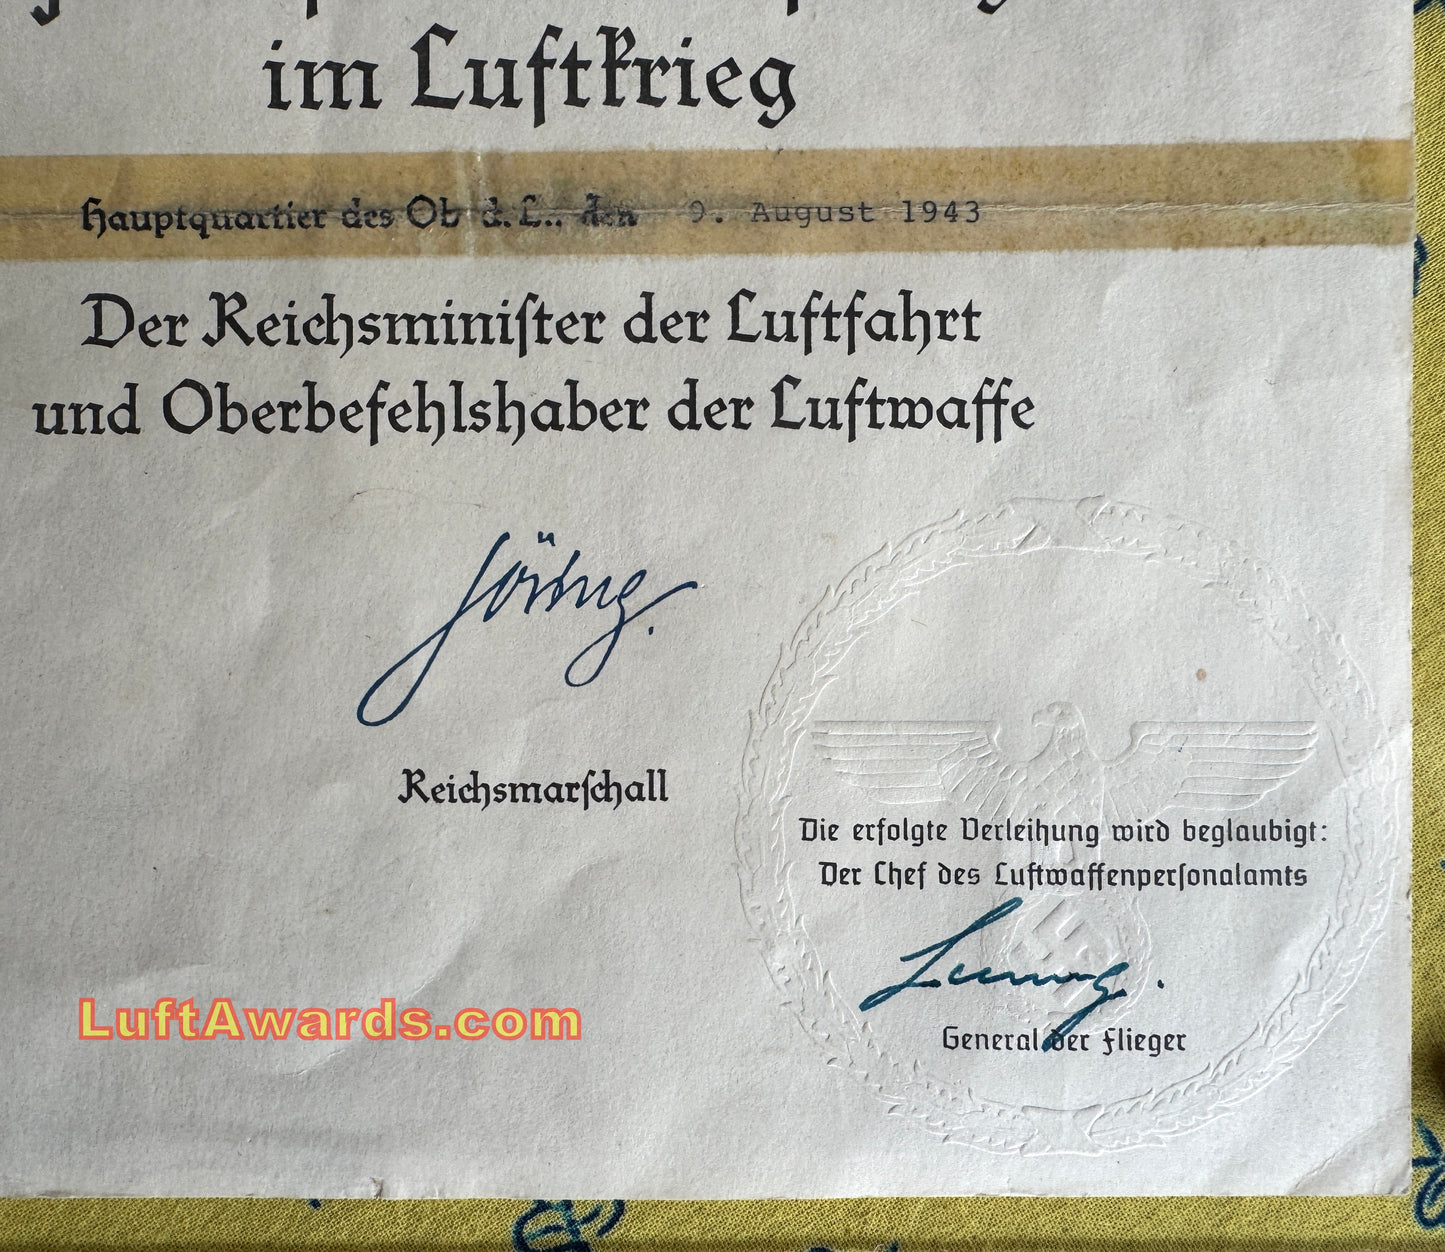 im Luftkrieg
Hauptquartier des Ob d. L., den 9. August 1943
Der Reichsminister der Luftfahrt
und Oberbefehlshaber der Luftwaffe
Göring.
Reichsmarschall
Die erfolgte Verleihung wird beglaubigt:
Der Chef des Luftwaffenpersonalamts
General der Flieger
LuftAwards.com